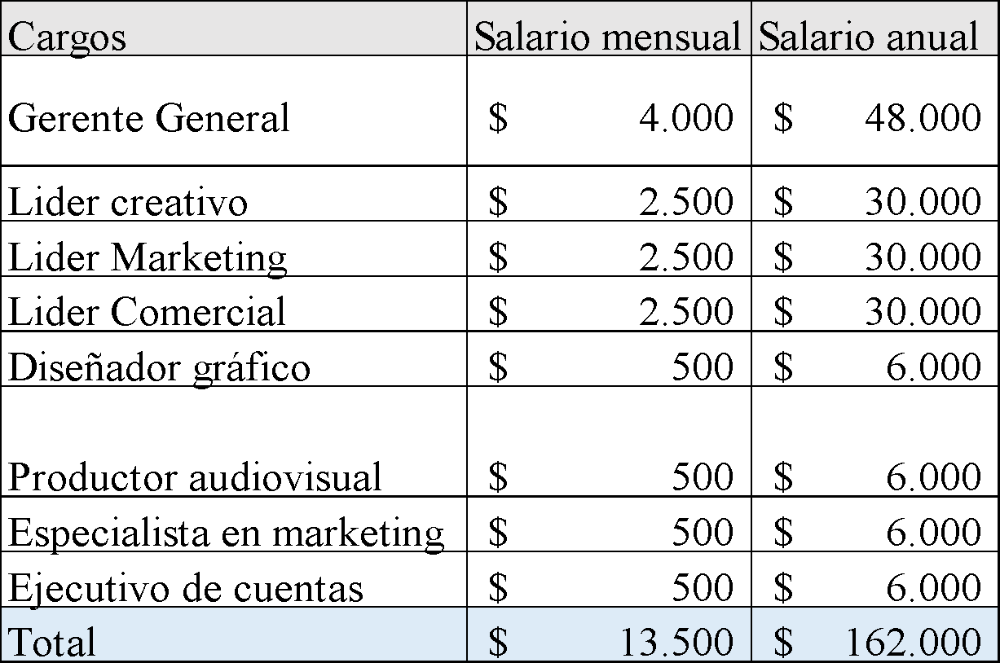 Cargos Salario mensual Salario anual
Gerente General $ 4.000 $ 48.000
Lider creativo $ 2.500 $ 30.000
Lider Marketing $ 2.500 $ 30.000
Lider Comercial $ 2.500 $ 30.000
Diseñador gráfico $ 500 $ 6.000
Productor audiovisual $ 500 $ 6.000
Especialista en marketing $ 500 $ 6.000
Ejecutivo de cuentas $ 500 $ 6.000
Total $ 13.500 $ 162.000